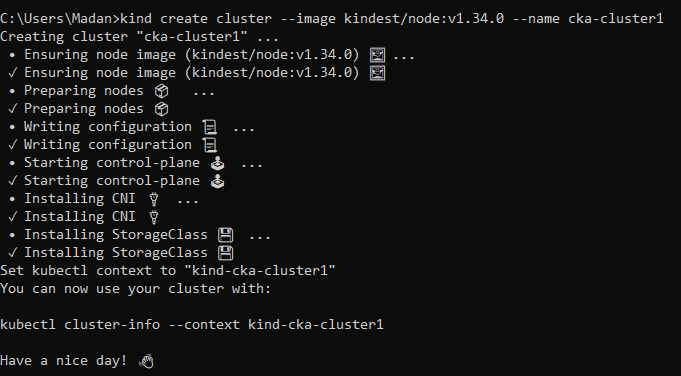 C:\Users\Madan>kind create cluster --image kindest/node:v1.34.0 --name cka-cluster1
Creating cluster "cka-cluster1" ...
• Ensuring node image (kindest/node:v1.34.0) 🖼 ...
✓ Ensuring node image (kindest/node:v1.34.0) 🖼
• Preparing nodes 📦 ...
✓ Preparing nodes 📦
• Writing configuration 📜 ...
✓ Writing configuration 📜
• Starting control-plane 🕹️ ...
✓ Starting control-plane 🕹️
• Installing CNI 🔌 ...
✓ Installing CNI 🔌
• Installing StorageClass 💾 ...
✓ Installing StorageClass 💾
Set kubectl context to "kind-cka-cluster1"
You can now use your cluster with:
kubectl cluster-info --context kind-cka-cluster1
Have a nice day! 👋